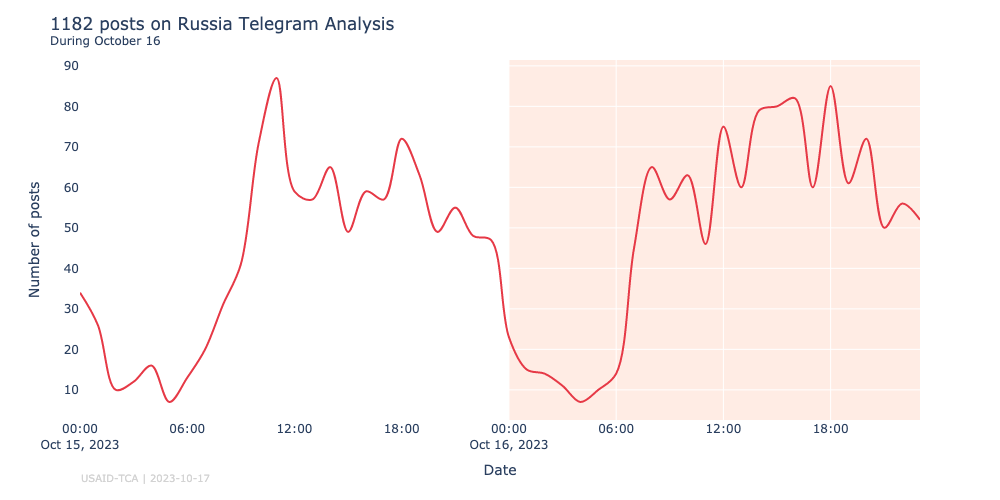 1182 posts on Russia Telegram Analysis
During October 16
Number of posts
90
80
70
60
50
40
30
20
10
00:00 06:00 12:00 18:00 00:00 06:00 12:00 18:00
Oct 15, 2023 Oct 16, 2023
Date
USAID-TCA | 2023-10-17